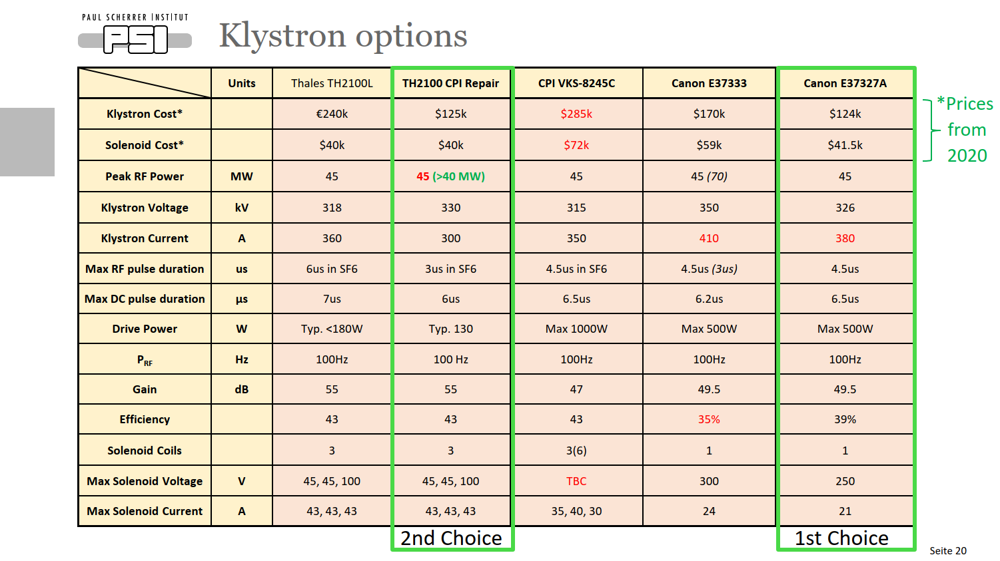 PAUL SCHERRER INSTITUT
PSI
Klystron options
Units Thales TH2100L TH2100 CPI Repair CPI VKS-8245C Canon E37333 Canon E37327A
Klystron Cost* €240k $125k $285k $170k $124k
Solenoid Cost* $40k $40k $72k $59k $41.5k
Peak RF Power MW 45 45 (>40 MW) 45 45 (70) 45
Klystron Voltage kV 318 330 315 350 326
Klystron Current A 360 300 350 410 380
Max RF pulse duration us 6us in SF6 3us in SF6 4.5us in SF6 4.5us (3us) 4.5us
Max DC pulse duration µs 7us 6us 6.5us 6.2us 6.5us
Drive Power W Typ. <180W Typ. 130 Max 1000W Max 500W Max 500W
PRF Hz 100Hz 100 Hz 100Hz 100Hz 100Hz
Gain dB 55 55 47 49.5 49.5
Efficiency 43 43 43 35% 39%
Solenoid Coils 3 3 3(6) 1 1
Max Solenoid Voltage V 45, 45, 100 45, 45, 100 TBC 300 250
Max Solenoid Current A 43, 43, 43 43, 43, 43 35, 40, 30 24 21
*Prices
from
2020
2nd Choice 1st Choice
Seite 20